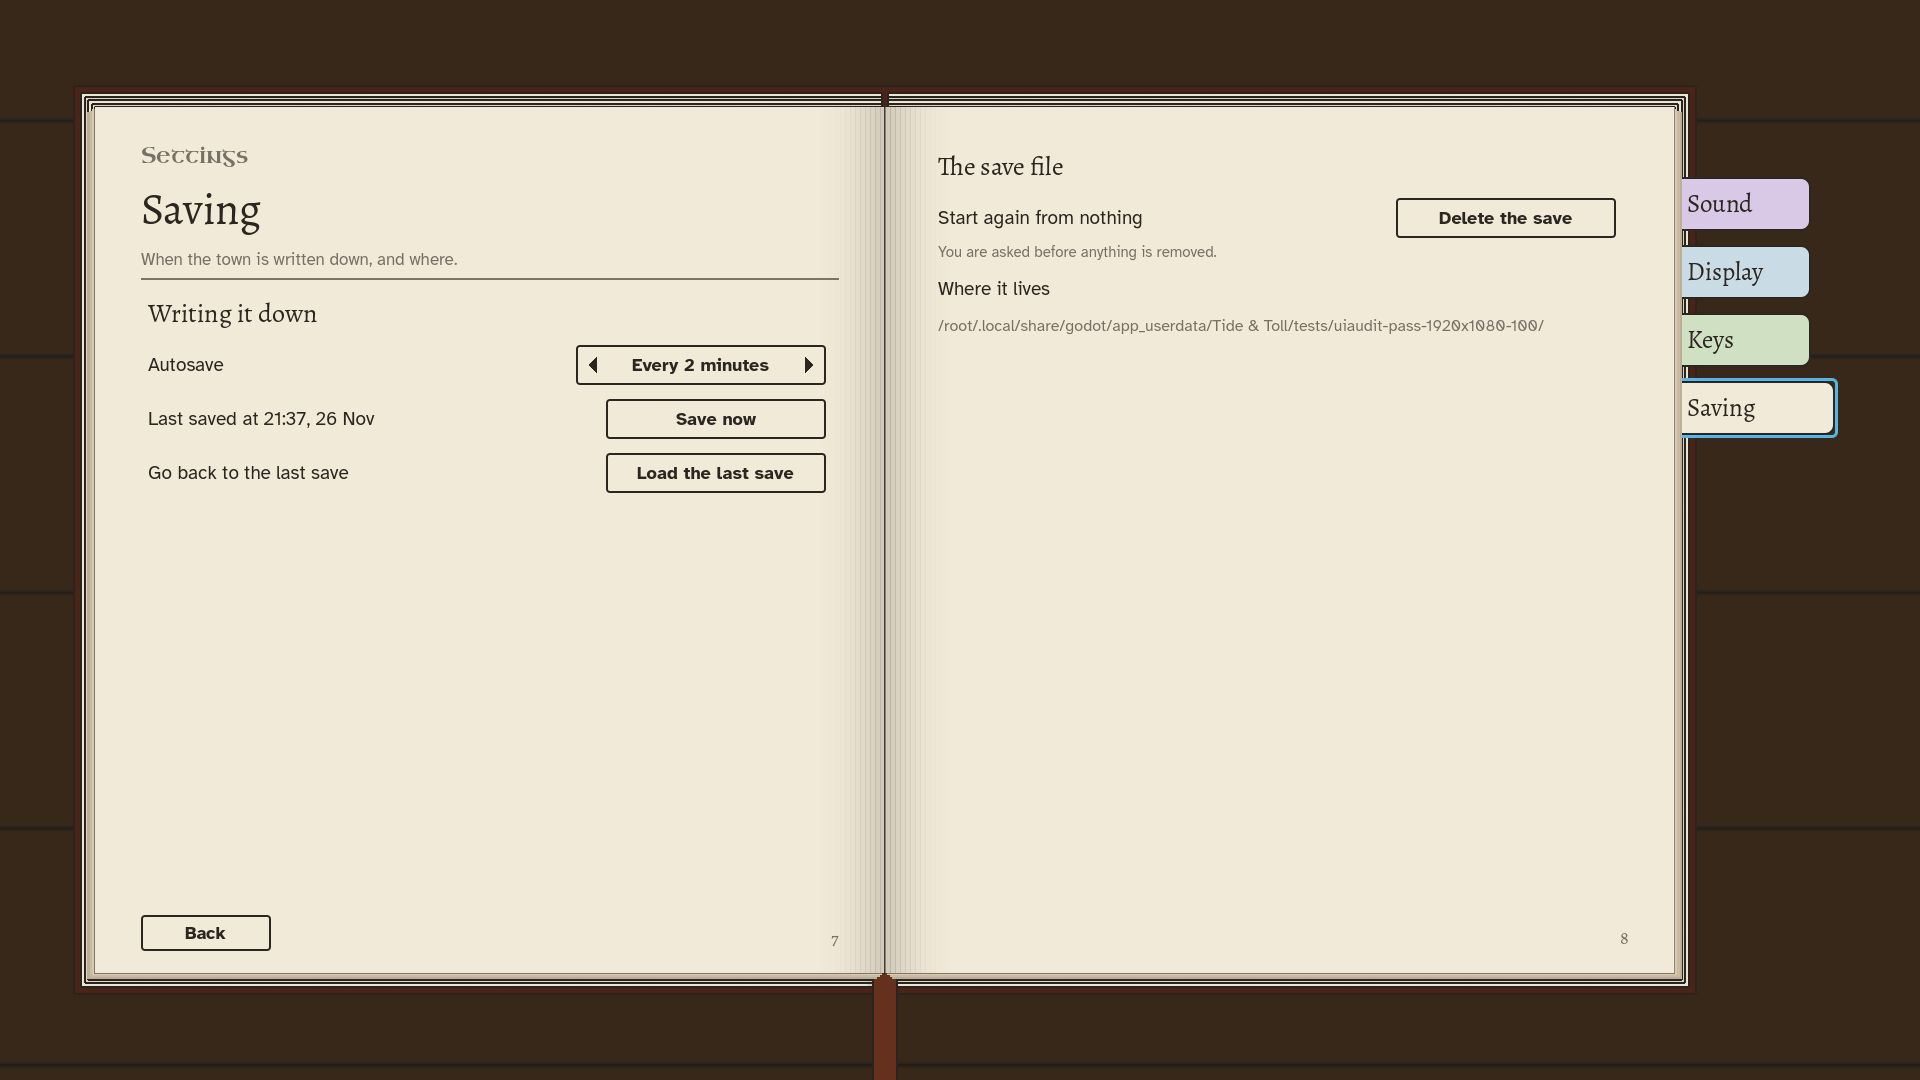 Settings
Saving
When the town is written down, and where.
Writing it down
Autosave
Every 2 minutes
Last saved at 21:37, 26 Nov
Save now
Go back to the last save
Load the last save
Back
7
The save file
Start again from nothing
Delete the save
You are asked before anything is removed.
Where it lives
/root/.local/share/godot/app_userdata/Tide & Toll/tests/uiaudit-pass-1920x1080-100/
8
Sound
Display
Keys
Saving